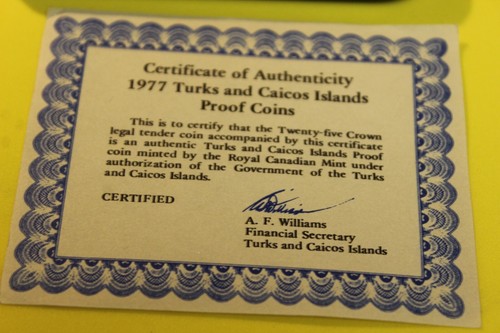 Certificate of Authenticity
1977 Turks and Caicos Islands
Proof Coins
This is to certify that the Twenty-five Crown
legal tender coin accompanied by this certificate
is an authentic Turks and Caicos Islands Proof
coin minted by the Royal Canadian Mint under
authorization of the Government of the Turks
and Caicos Islands.
CERTIFIED
A. F. Williams
Financial Secretary
Turks and Caicos Islands